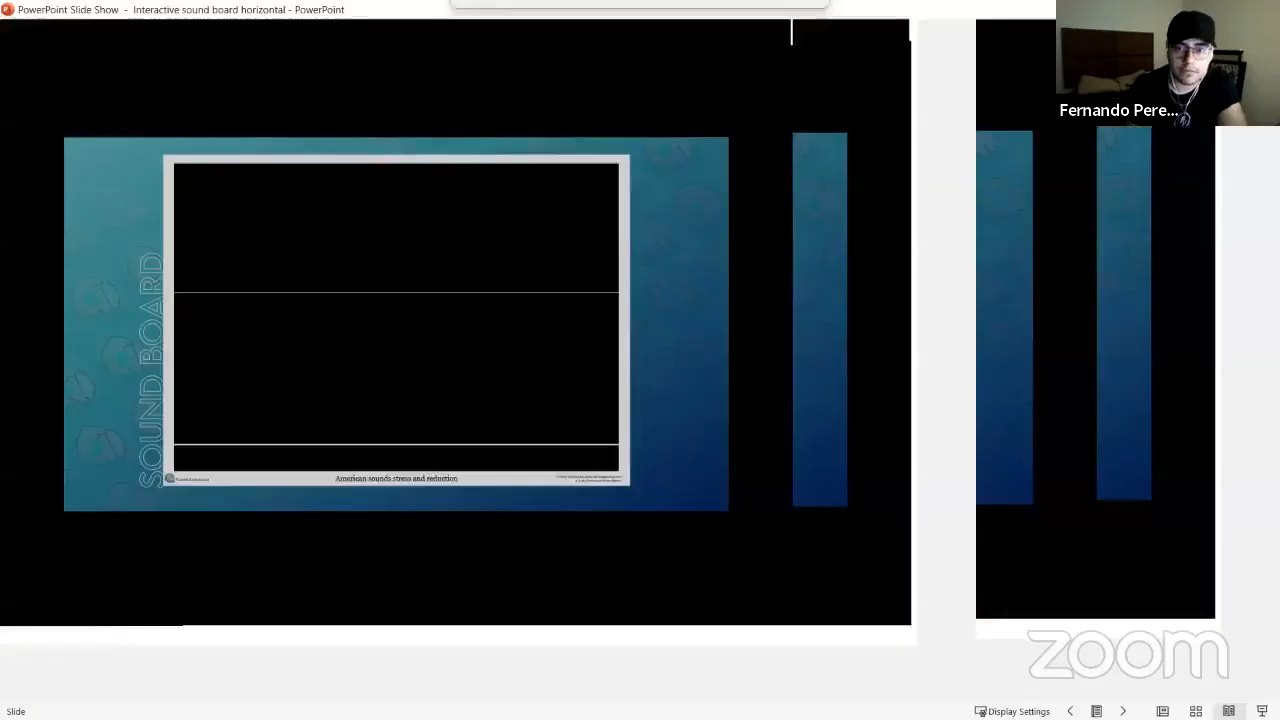 PowerPoint Slide Show - Interactive sound board horizontal - PowerPoint
Fernando Pere...
SOUND BOARD
American sounds stress and reduction
zoom
Slide
Display Settings